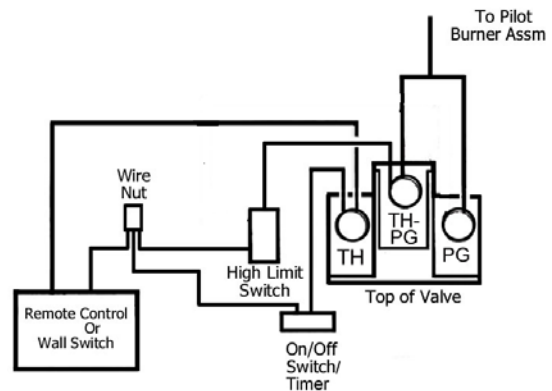 To Pilot
Burner Assm
Wire
Nut
TH
TH-
PG
PG
High Limit
Switch
Top of Valve
Remote Control
Or
Wall Switch
On/Off
Switch/
Timer